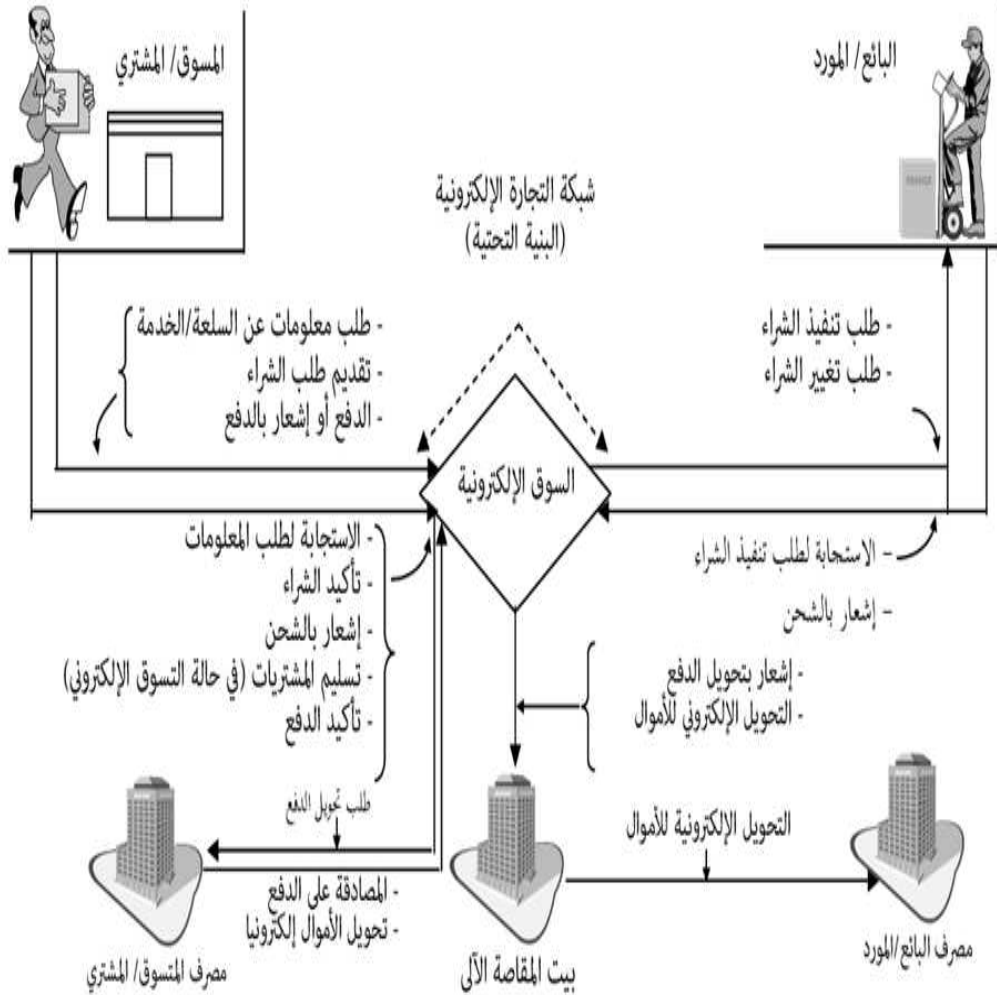 البائع/ المورد
المسوق/ المشتري
شبكة التجارة الإلكترونية
(البنية التحتية)
- طلب تنفيذ الشراء
- طلب تغيير الشراء
- طلب معلومات عن السلعة/الخدمة
- تقديم طلب الشراء
- الدفع أو إشعار بالدفع
السوق الإلكترونية
– الاستجابة لطلب تنفيذ الشراء
– إشعار بالشحن
- الاستجابة لطلب المعلومات
- تأكيد الشراء
- إشعار بالشحن
- تسليم المشتريات (في حالة التسوق الإلكتروني)
- تأكيد الدفع
- إشعار بتحويل الدفع
- التحويل الإلكتروني للأموال
طلب تحويل الدفع
التحويل الإلكترونية للأموال
- المصادقة على الدفع
- تحويل الأموال إلكترونيا
مصرف البائع/المورد
بيت المقاصة الآلى
مصرف المتسوق/ المشتري